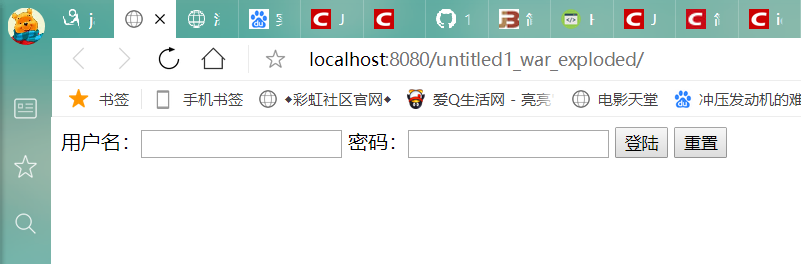 localhost:8080/untitled1_war_exploded/
书签 手机书签 ◆彩虹社区官网◆ 爱Q生活网 - 亮亮 电影天堂 冲压发动机的难
用户名: 密码: 登陆 重置